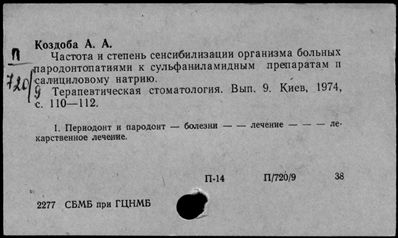 Коздоба А. А.
П Частота и степень сенсибилизации организма больных
пародонтопатиями к сульфаниламидным препаратам п
720/9 салициловому натрию.
Терапевтическая стоматология. Вып. 9. Киев, 1974,
с. 110—112.
I. Периодонт и пародонт — болезни — — лечение — — — ле-
карственное лечение.
П-14 П/720/9 38
2277 СБМБ при ГЦНМБ